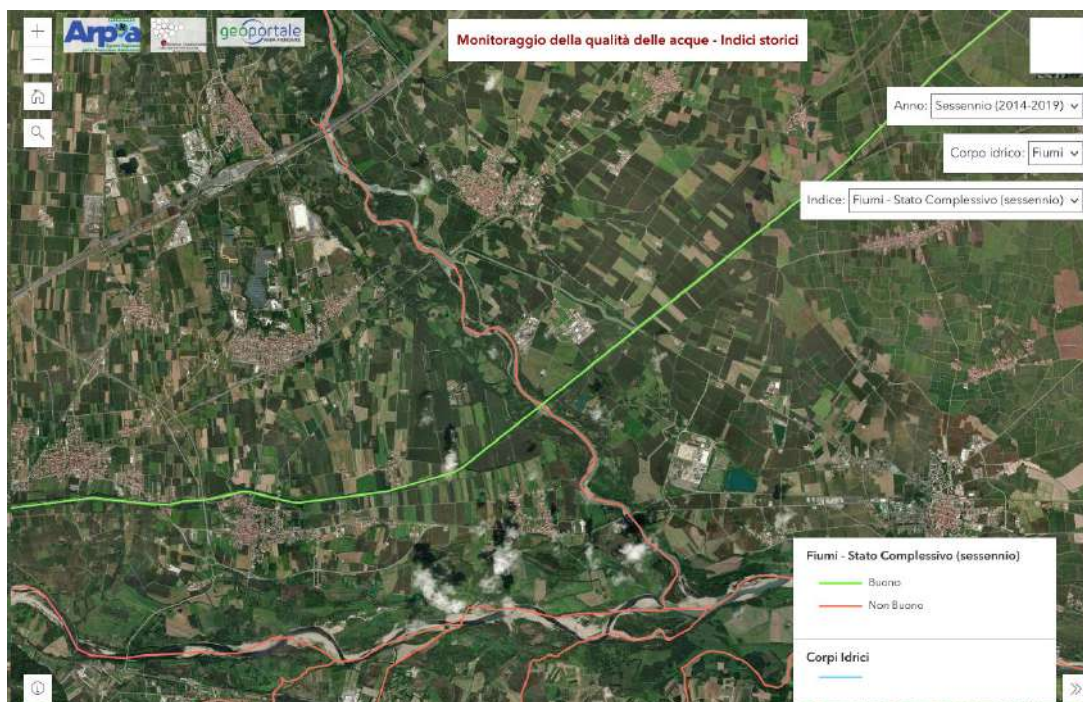 Arpa
geoportale
Monitoraggio della qualità delle acque - Indici storici
Anno: Sessennio (2014-2019)
Corpo idrico: Fiumi
Indice: Fiumi - Stato Complessivo (sessennio)
Fiumi - Stato Complessivo (sessennio)
Buono
Non Buono
Corpi Idrici